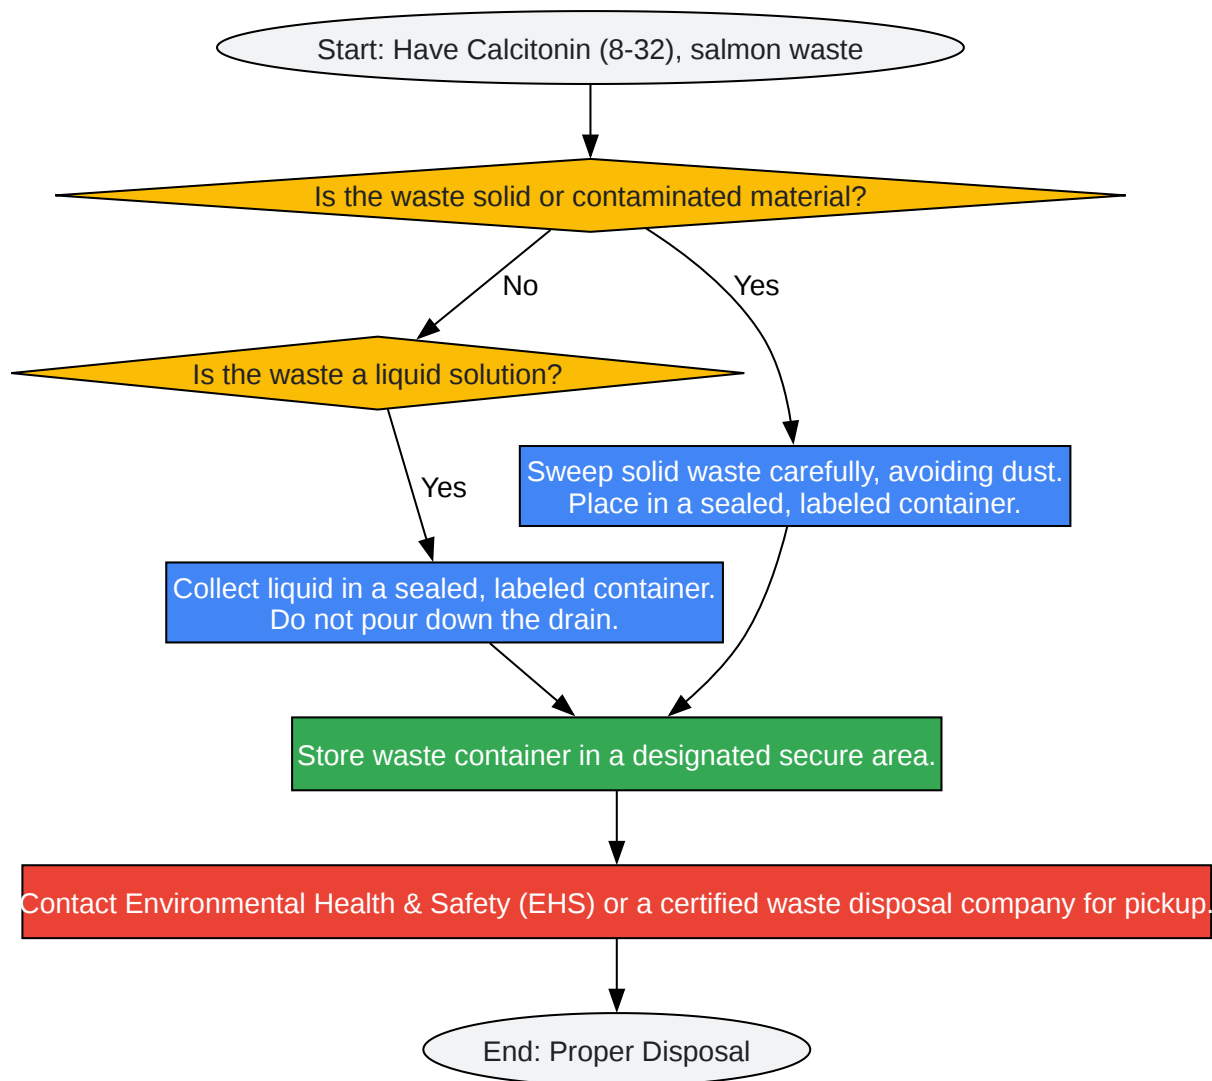 Start: Have Calcitonin (8-32), salmon waste
Is the waste solid or contaminated material?
No
Yes
Is the waste a liquid solution?
Sweep solid waste carefully, avoiding dust.
Place in a sealed, labeled container.
Yes
Collect liquid in a sealed, labeled container.
Do not pour down the drain.
Store waste container in a designated secure area.
Contact Environmental Health & Safety (EHS) or a certified waste disposal company for pickup.
End: Proper Disposal